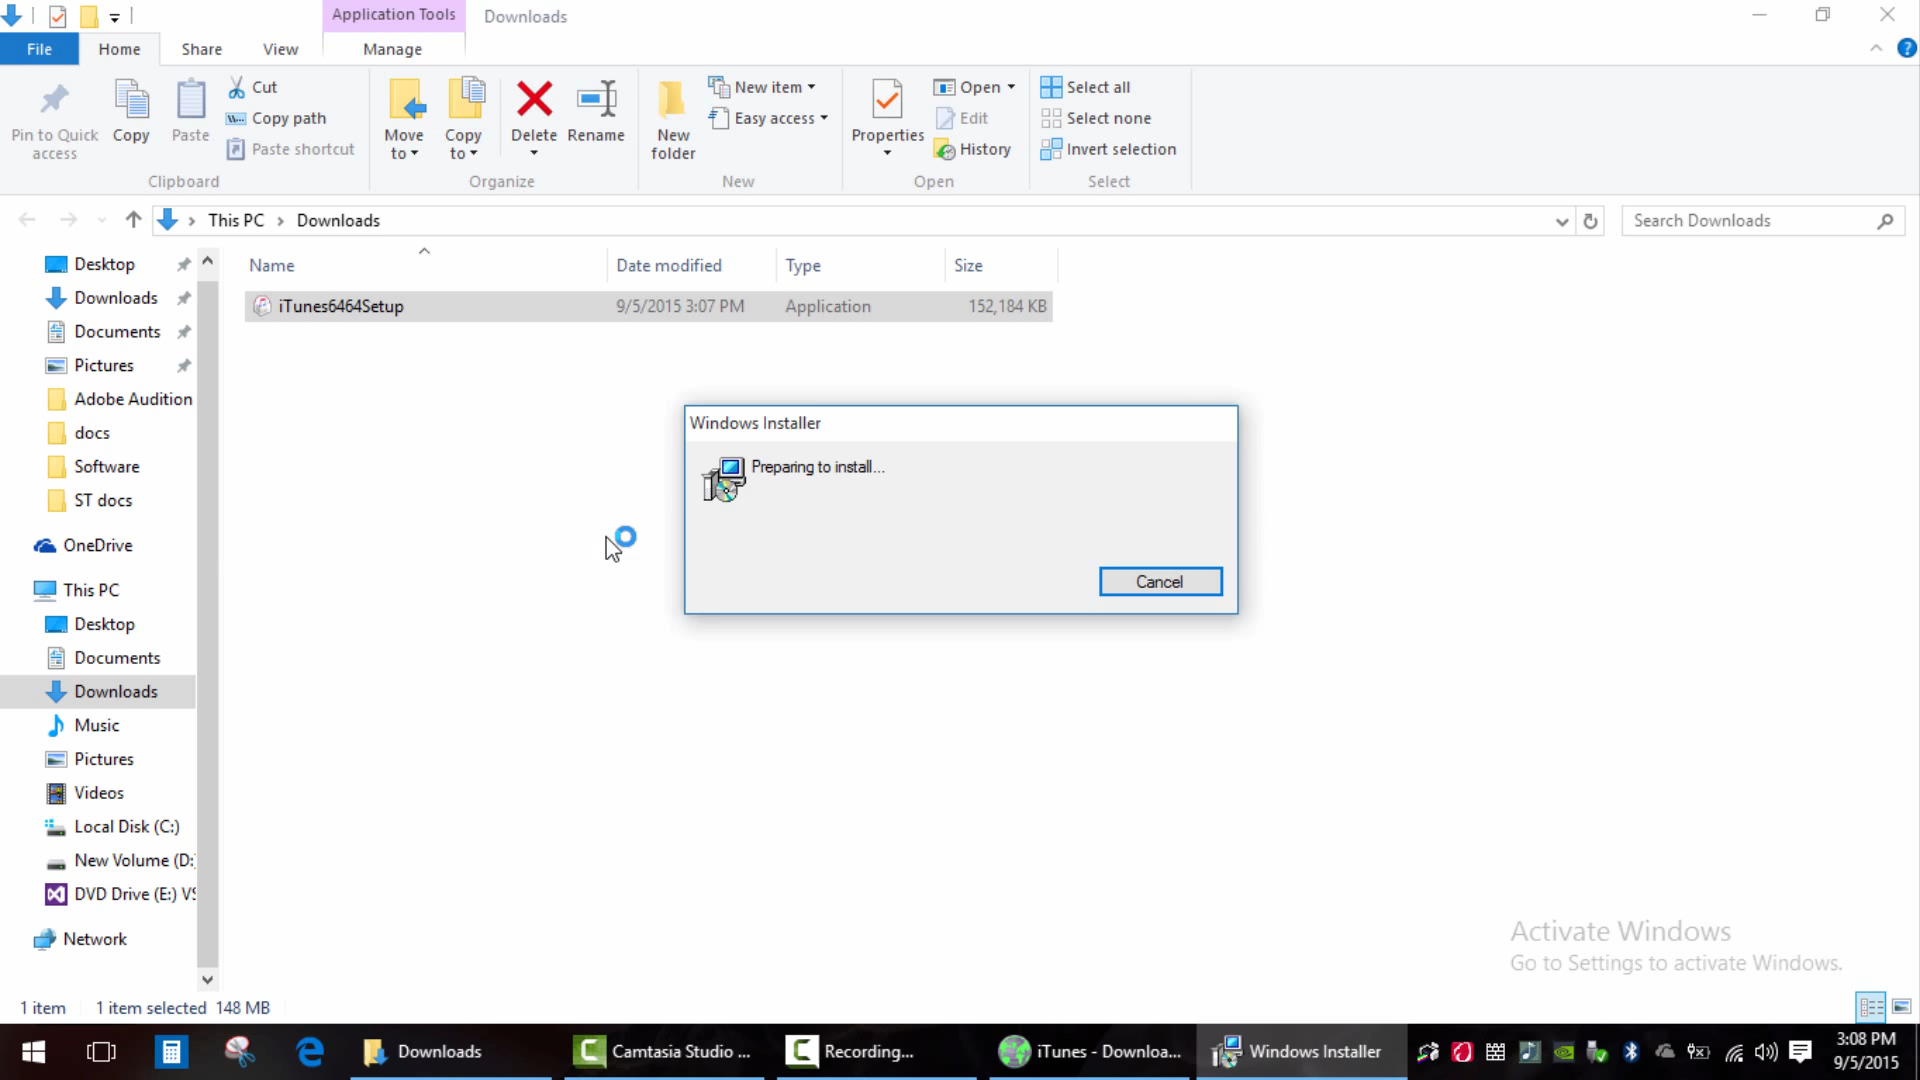 Application Tools
Downloads
File
Home
Share
View
Manage
Pin to Quick access
Copy
Paste
Cut
Copy path
Paste shortcut
Clipboard
Move to
Copy to
Delete
Rename
Organize
New folder
New item
Easy access
New
Properties
Open
Edit
History
Open
Select all
Select none
Invert selection
Select
This PC > Downloads
Search Downloads
Desktop
Downloads
Documents
Pictures
Adobe Audition
docs
Software
ST docs
OneDrive
This PC
Desktop
Documents
Downloads
Music
Pictures
Videos
Local Disk (C:)
New Volume (D:
DVD Drive (E:) VS
Network
Name
Date modified
Type
Size
iTunes6464Setup
9/5/2015 3:07 PM
Application
152,184 KB
Windows Installer
Preparing to install...
Cancel
Activate Windows
Go to Settings to activate Windows.
1 item
1 item selected 148 MB
Downloads
Camtasia Studio ...
Recording...
iTunes - Downloa...
Windows Installer
3:08 PM
9/5/2015